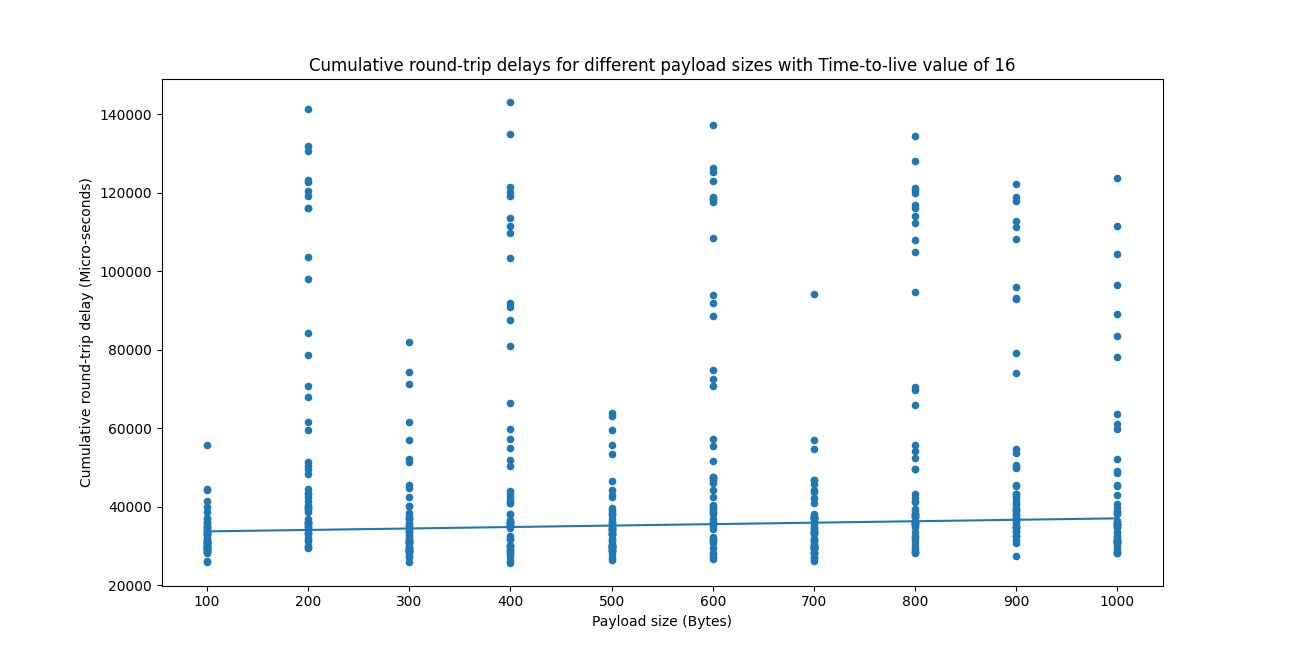 Cumulative round-trip delays for different payload sizes with Time-to-live value of 16
Cumulative round-trip delay (Micro-seconds)
140000
120000
100000
80000
60000
40000
20000
100 200 300 400 500 600 700 800 900 1000
Payload size (Bytes)